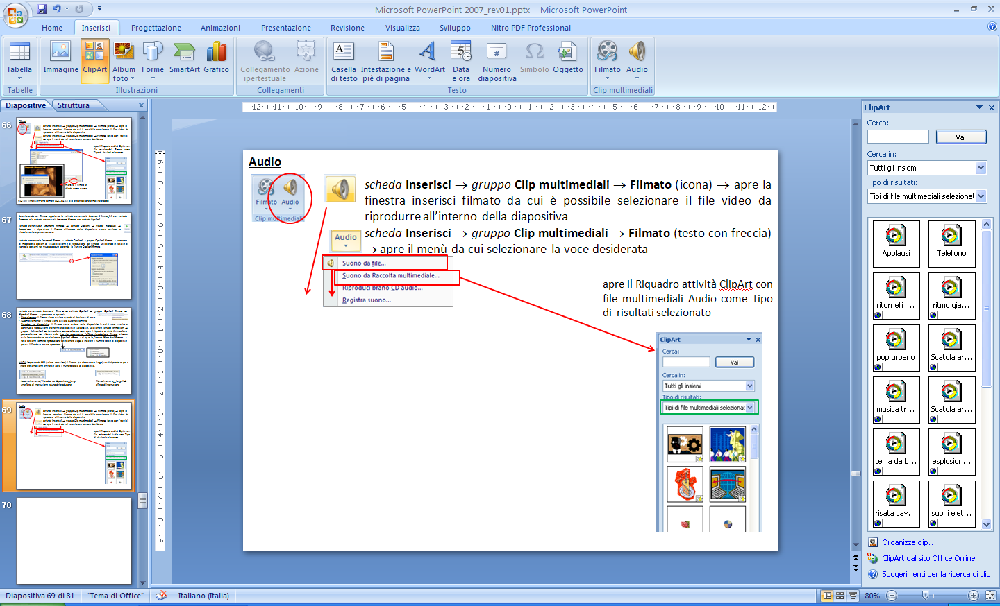 Microsoft PowerPoint 2007_rev01.pptx - Microsoft PowerPoint
Home
Inserisci
Progettazione
Animazioni
Presentazione
Revisione
Visualizza
Sviluppo
Nitro PDF Professional
Tabella
Immagine
ClipArt
Album
foto
Forme
SmartArt
Grafico
Collegamento
ipertestuale
Azione
Casella
di testo
Intestazione e
piè di pagina
WordArt
Data
e ora
Numero
diapositiva
Simbolo
Oggetto
Filmato
Audio
Tabelle
Illustrazioni
Collegamenti
Testo
Clip multimediali
Diapositive
Struttura
66
67
68
69
70
Audio
Filmato
Audio
Clip multimediali
scheda Inserisci → gruppo Clip multimediali → Filmato (icona) → apre la
finestra inserisci filmato da cui è possibile selezionare il file video da
riprodurre all'interno della diapositiva
Audio
scheda Inserisci → gruppo Clip multimediali → Filmato (testo con freccia)
→ apre il menù da cui selezionare la voce desiderata
Suono da file...
Suono da Raccolta multimediale...
Riproduci brano CD audio...
Registra suono...
apre il Riquadro attività ClipArt con
file multimediali Audio come Tipo
di risultati selezionato
ClipArt
Cerca:
Vai
Cerca in:
Tutti gli insiemi
Tipo di risultati:
Tipi di file multimediali selezionat
ClipArt
Cerca:
Vai
Cerca in:
Tutti gli insiemi
Tipo di risultati:
Tipi di file multimediali selezionat
Applausi
Telefono
ritornelli i...
ritmo gia...
pop urbano
Scatola ar...
musica tr...
Scatola ar...
tema da b...
esplosion...
risata cav...
suoni elet...
Organizza clip...
ClipArt dal sito Office Online
Suggerimenti per la ricerca di clip
Diapositiva 69 di 81
"Tema di Office"
Italiano (Italia)
80%